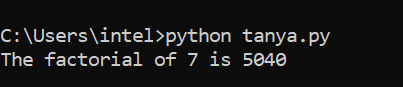 C:\Users\intel>python tanya.py
The factorial of 7 is 5040